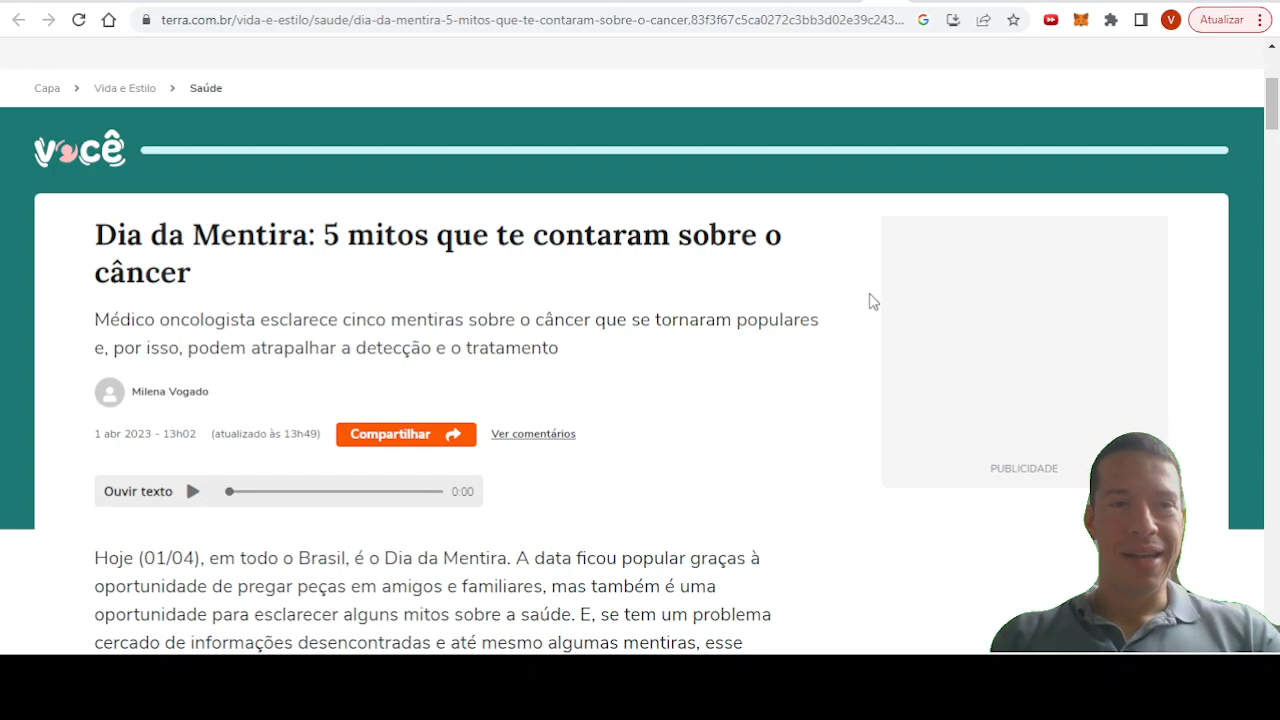 terra.com.br/vida-e-estilo/saude/dia-da-mentira-5-mitos-que-te-contaram-sobre-o-cancer,83f3f67c5ca0272c3bb3d02e39c243...
G
V
Atualizar
Capa > Vida e Estilo > Saúde
você
Dia da Mentira: 5 mitos que te contaram sobre o
câncer
Médico oncologista esclarece cinco mentiras sobre o câncer que se tornaram populares
e, por isso, podem atrapalhar a detecção e o tratamento
Milena Vogado
1 abr 2023 - 13h02 (atualizado às 13h49) Compartilhar Ver comentários
PUBLICIDADE
Ouvir texto 0:00
Hoje (01/04), em todo o Brasil, é o Dia da Mentira. A data ficou popular graças à
oportunidade de pregar peças em amigos e familiares, mas também é uma
oportunidade para esclarecer alguns mitos sobre a saúde. E, se tem um problema
cercado de informações desencontradas e até mesmo algumas mentiras, esse